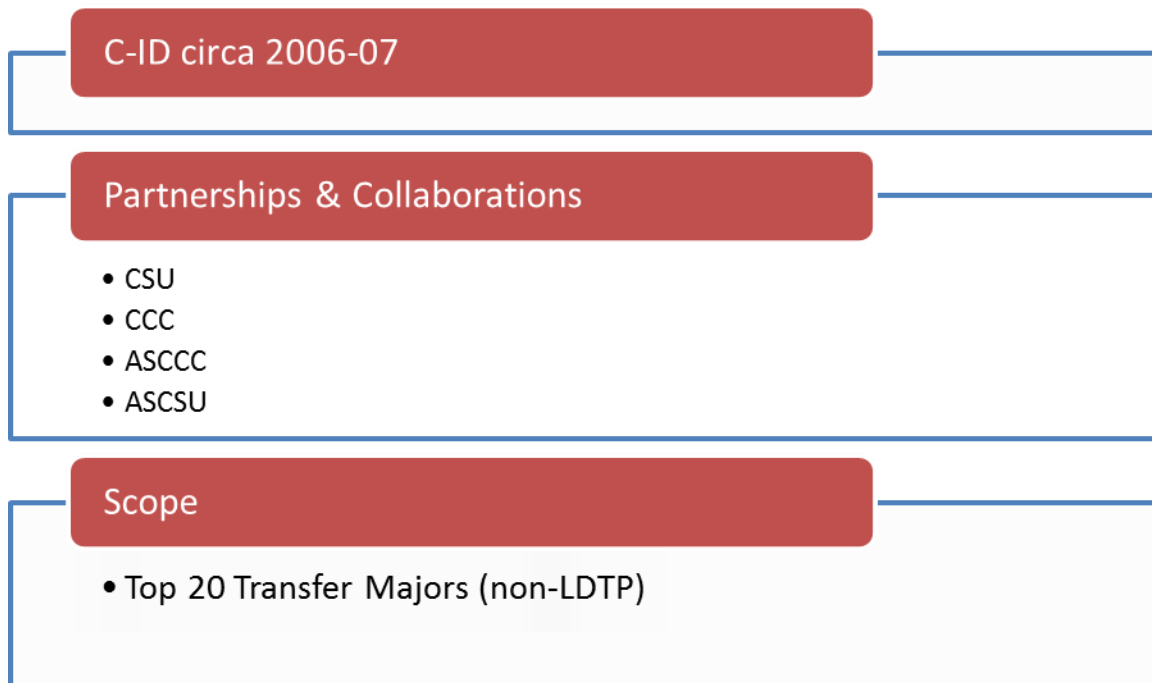 C-ID circa 2006-07
Partnerships & Collaborations
• CSU
• CCC
• ASCCC
• ASCSU
Scope
• Top 20 Transfer Majors (non-LDTP)